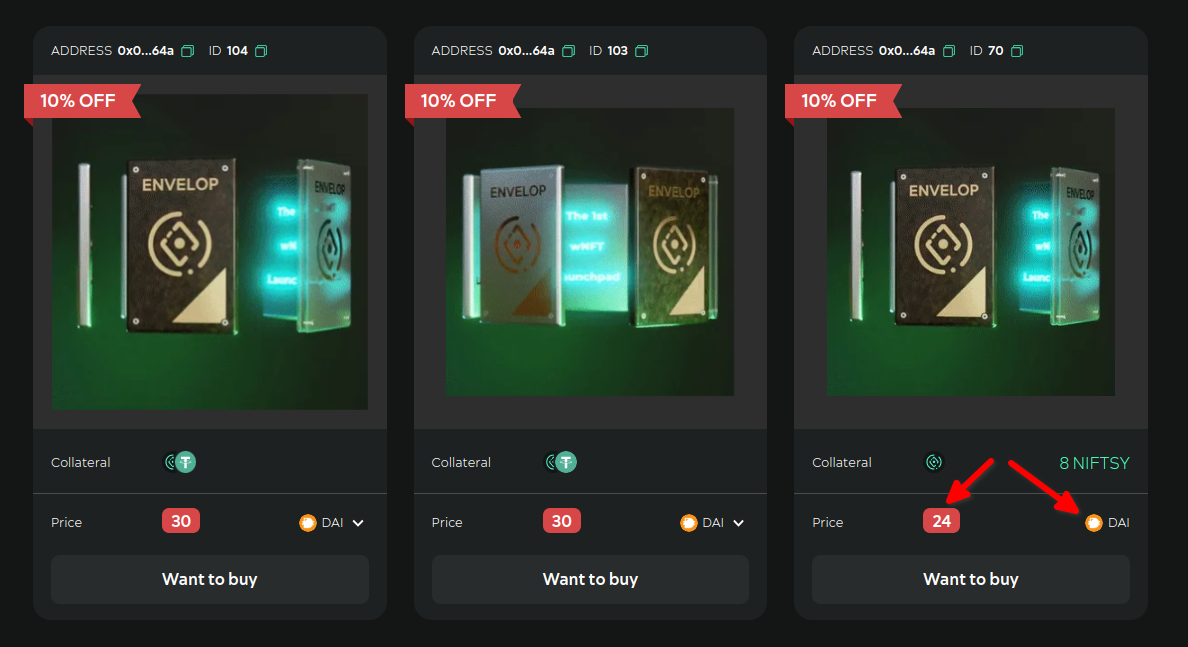 ADDRESS 0x0...64a ID 104
10% OFF
ENVELOP
ENVELOP
The
wN
Launc
Collateral
Price 30 DAI
Want to buy
ADDRESS 0x0...64a ID 103
10% OFF
ENVELOP
ENVELOP
The 1st
wNFT
aunchpad
Collateral
Price 30 DAI
Want to buy
ADDRESS 0x0...64a ID 70
10% OFF
ENVELOP
ENVELOP
The
wN
Launc
Collateral 8 NIFTSY
Price 24 DAI
Want to buy